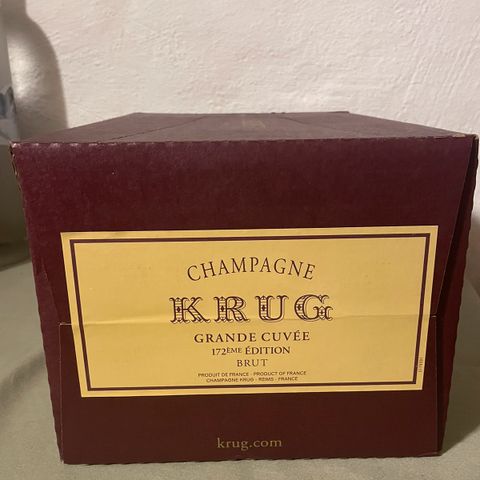 CHAMPAGNE
KRUG
GRANDE CUVÉE
172ÈME ÉDITION
BRUT
PRODUIT DE FRANCE - PRODUCT OF FRANCE
CHAMPAGNE KRUG - REIMS - FRANCE
krug.com